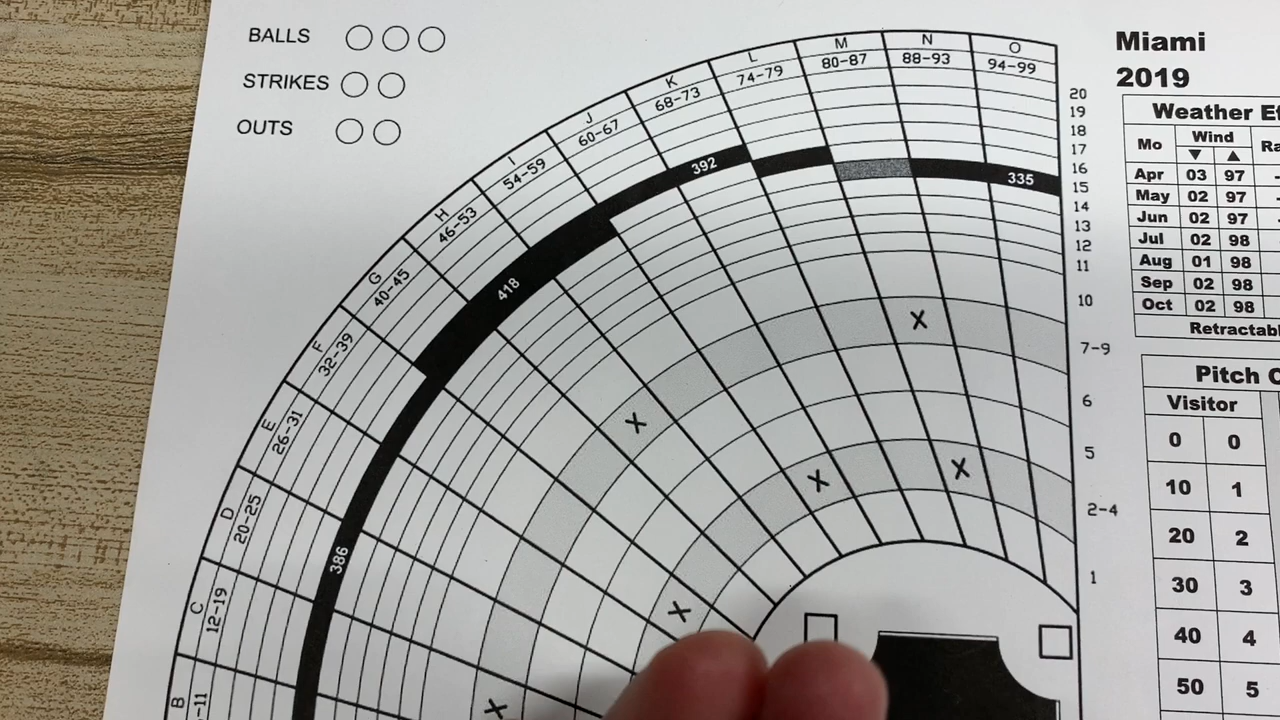 BALLS
STRIKES
OUTS
B
-11
C
12-19
D
20-25
E
26-31
F
32-39
G
40-45
H
46-53
I
54-59
J
60-67
K
68-73
L
74-79
M
80-87
N
88-93
O
94-99
386
418
392
335
20
19
18
17
16
15
14
13
12
11
10
7-9
6
5
2-4
1
X
X
X
X
X
X
Miami
2019
Weather Ef
Mo Wind Ra
▼ ▲
Apr 03 97 -
May 02 97 -
Jun 02 97
Jul 02 98
Aug 01 98
Sep 02 98
Oct 02 98
Retractabl
Pitch C
Visitor
0 0
10 1
20 2
30 3
40 4
50 5